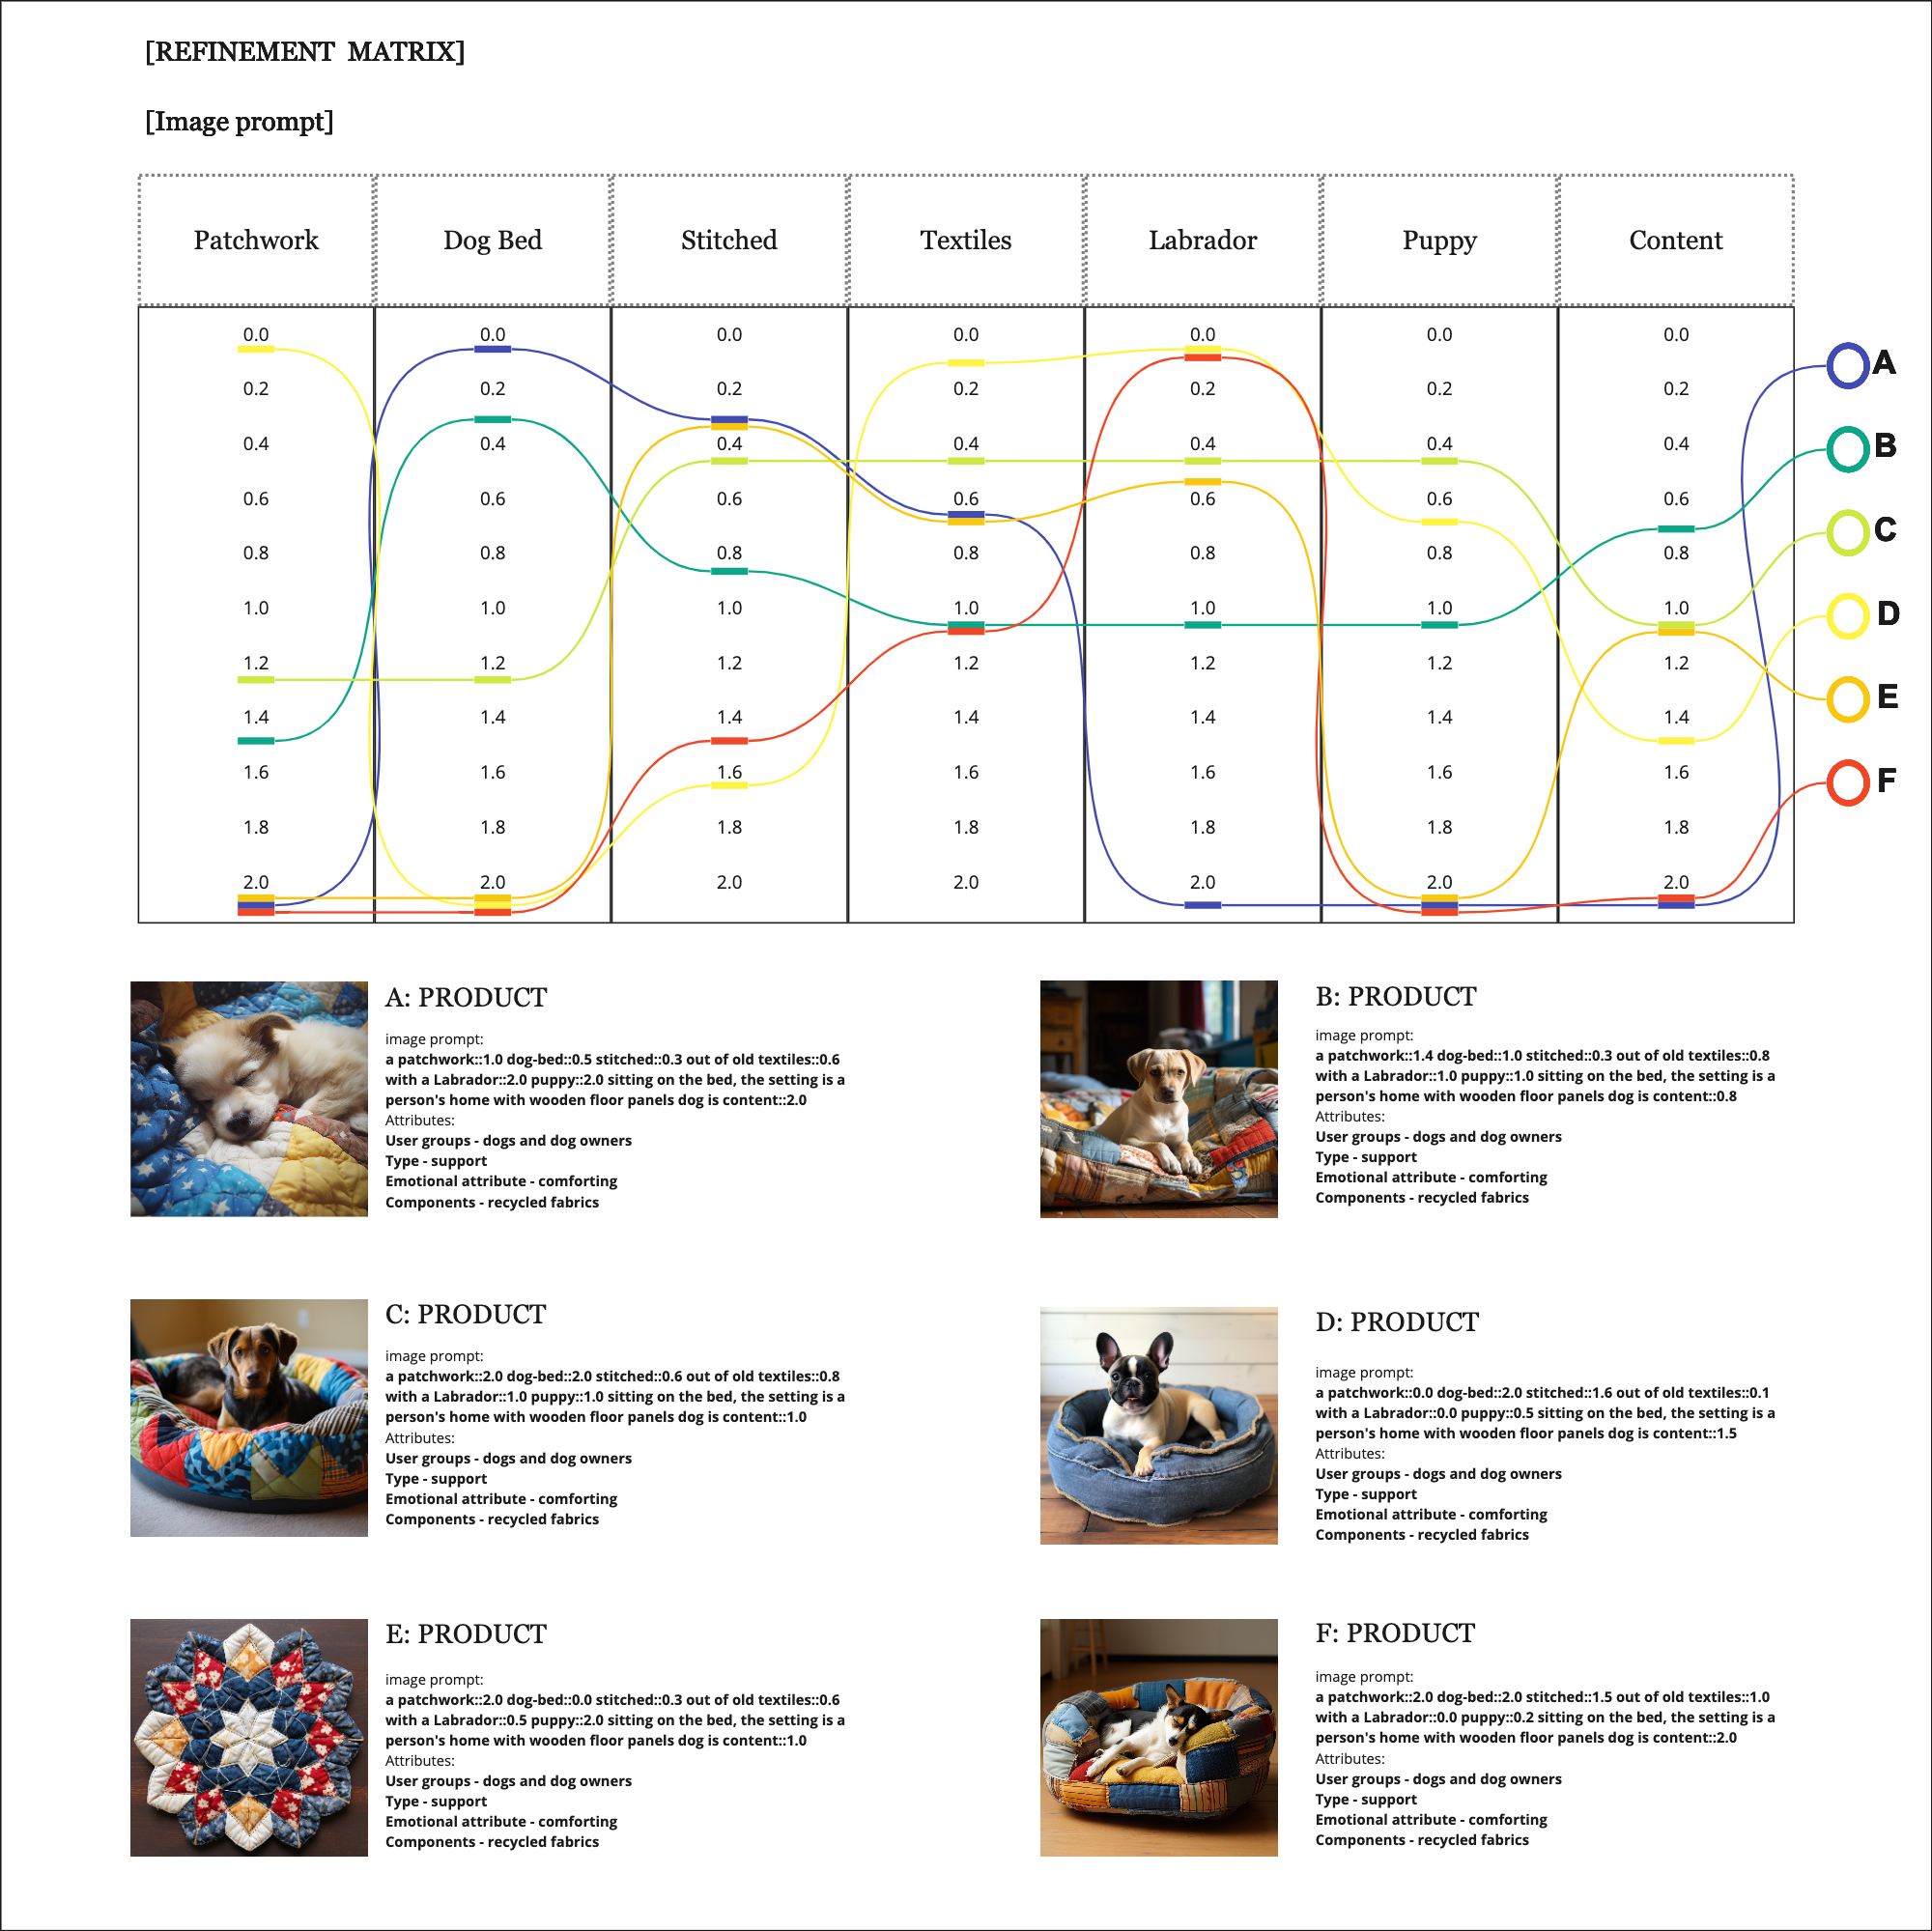 [REFINEMENT MATRIX]
[Image prompt]
Patchwork Dog Bed Stitched Textiles Labrador Puppy Content
0.0 0.0 0.0 0.0 0.0 0.0 0.0
A
0.2 0.2 0.2 0.2 0.2 0.2 0.2
0.4 0.4 0.4 0.4 0.4 0.4 0.4
B
0.6 0.6 0.6 0.6 0.6 0.6 0.6
C
0.8 0.8 0.8 0.8 0.8 0.8 0.8
1.0 1.0 1.0 1.0 1.0 1.0 1.0
D
1.2 1.2 1.2 1.2 1.2 1.2 1.2
E
1.4 1.4 1.4 1.4 1.4 1.4 1.4
1.6 1.6 1.6 1.6 1.6 1.6 1.6
F
1.8 1.8 1.8 1.8 1.8 1.8 1.8
2.0 2.0 2.0 2.0 2.0 2.0 2.0
A: PRODUCT
image prompt:
a patchwork::1.0 dog-bed::0.5 stitched::0.3 out of old textiles::0.6
with a Labrador::2.0 puppy::2.0 sitting on the bed, the setting is a
person's home with wooden floor panels dog is content::2.0
Attributes:
User groups - dogs and dog owners
Type - support
Emotional attribute - comforting
Components - recycled fabrics
B: PRODUCT
image prompt:
a patchwork::1.4 dog-bed::1.0 stitched::0.3 out of old textiles::0.8
with a Labrador::1.0 puppy::1.0 sitting on the bed, the setting is a
person's home with wooden floor panels dog is content::0.8
Attributes:
User groups - dogs and dog owners
Type - support
Emotional attribute - comforting
Components - recycled fabrics
C: PRODUCT
image prompt:
a patchwork::2.0 dog-bed::2.0 stitched::0.6 out of old textiles::0.8
with a Labrador::1.0 puppy::1.0 sitting on the bed, the setting is a
person's home with wooden floor panels dog is content::1.0
Attributes:
User groups - dogs and dog owners
Type - support
Emotional attribute - comforting
Components - recycled fabrics
D: PRODUCT
image prompt:
a patchwork::0.0 dog-bed::2.0 stitched::1.6 out of old textiles::0.1
with a Labrador::0.0 puppy::0.5 sitting on the bed, the setting is a
person's home with wooden floor panels dog is content::1.5
Attributes:
User groups - dogs and dog owners
Type - support
Emotional attribute - comforting
Components - recycled fabrics
E: PRODUCT
image prompt:
a patchwork::2.0 dog-bed::0.0 stitched::0.3 out of old textiles::0.6
with a Labrador::0.5 puppy::2.0 sitting on the bed, the setting is a
person's home with wooden floor panels dog is content::1.0
Attributes:
User groups - dogs and dog owners
Type - support
Emotional attribute - comforting
Components - recycled fabrics
F: PRODUCT
image prompt:
a patchwork::2.0 dog-bed::2.0 stitched::1.5 out of old textiles::1.0
with a Labrador::0.0 puppy::0.2 sitting on the bed, the setting is a
person's home with wooden floor panels dog is content::2.0
Attributes:
User groups - dogs and dog owners
Type - support
Emotional attribute - comforting
Components - recycled fabrics